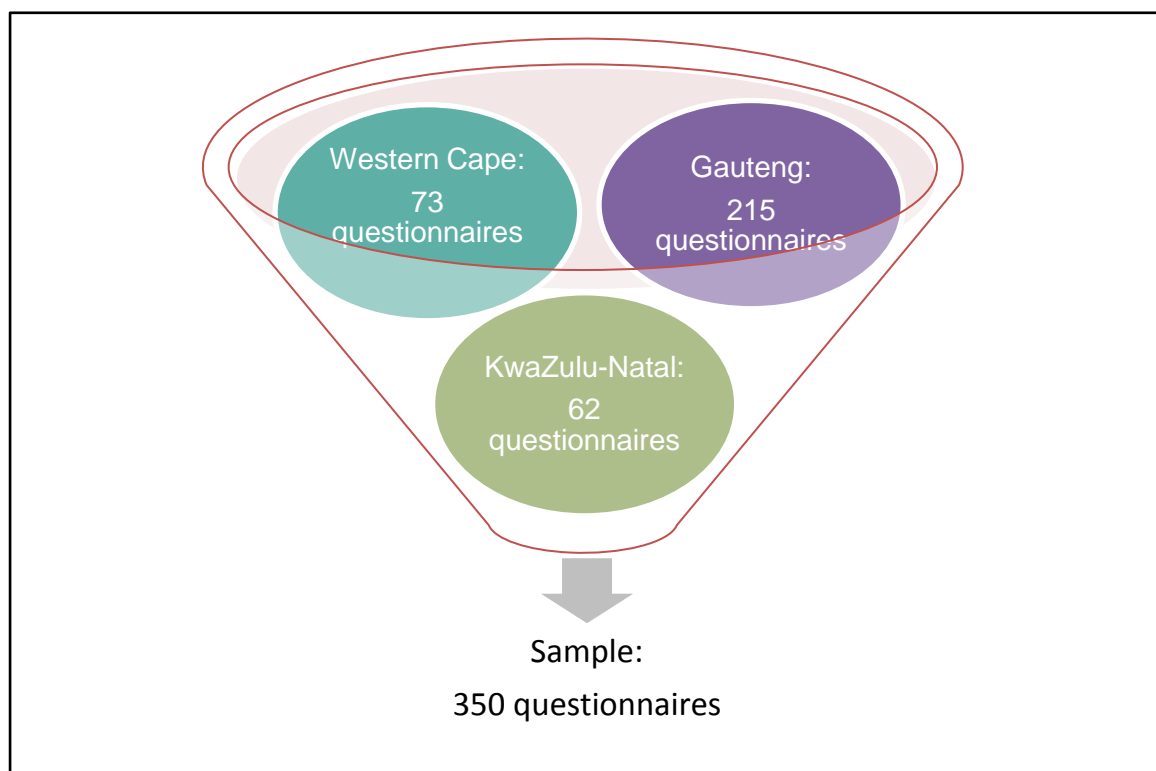 Western Cape:
73
questionnaires
Gauteng:
215
questionnaires
KwaZulu-Natal:
62
questionnaires
Sample:
350 questionnaires